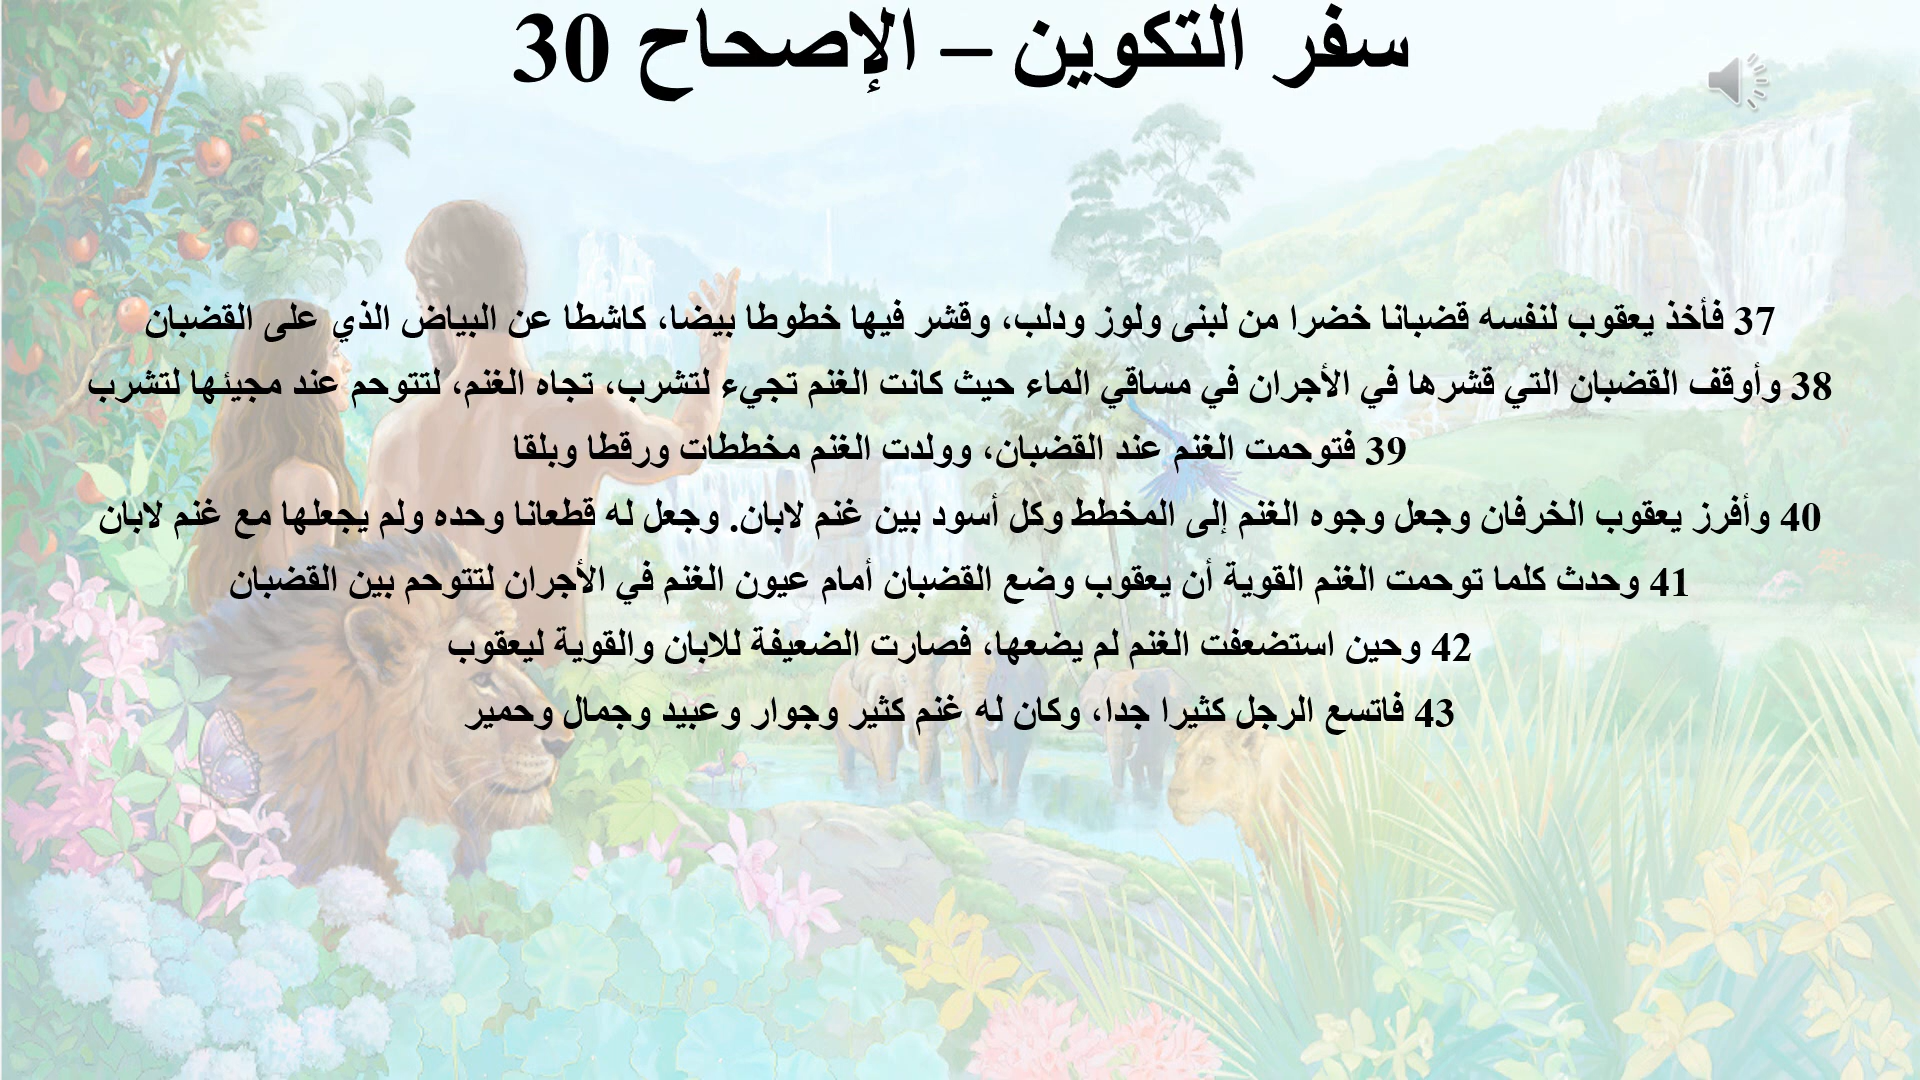 سفر التكوين – الإصحاح 30
37 فأخذ يعقوب لنفسه قضبانا خضرا من لبنى ولوز ودلب، وقشر فيها خطوطا بيضا، كاشطا عن البياض الذي على القضبان
38 وأوقف القضبان التي قشرها في الأجران في مساقي الماء حيث كانت الغنم تجيء لتشرب، تجاه الغنم، لتتوحم عند مجيئها لتشرب
39 فتوحمت الغنم عند القضبان، وولدت الغنم مخططات ورقطا وبلقا
40 وأفرز يعقوب الخرفان وجعل وجوه الغنم إلى المخطط وكل أسود بين غنم لابان. وجعل له قطعانا وحده ولم يجعلها مع غنم لابان
41 وحدث كلما توحمت الغنم القوية أن يعقوب وضع القضبان أمام عيون الغنم في الأجران لتتوحم بين القضبان
42 وحين استضعفت الغنم لم يضعها، فصارت الضعيفة للابان والقوية ليعقوب
43 فاتسع الرجل كثيرا جدا، وكان له غنم كثير وجوار وعبيد وجمال وحمير